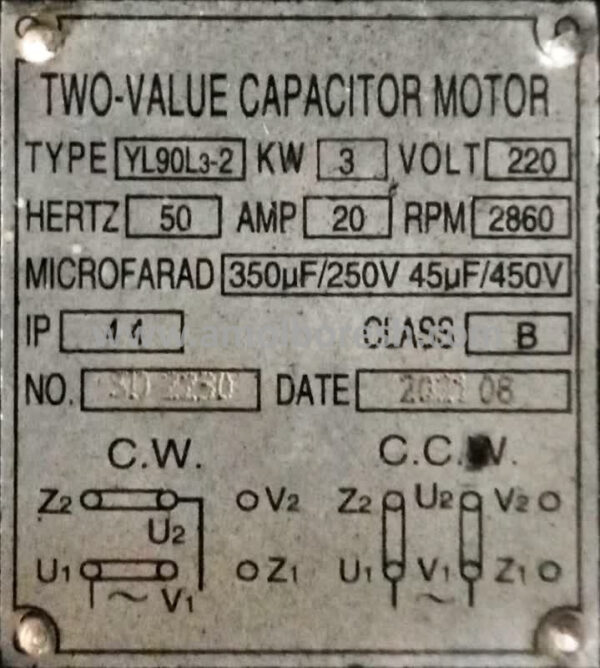 TWO-VALUE CAPACITOR MOTOR
TYPE YL90L3-2 KW 3 VOLT 220
HERTZ 50 AMP 20 RPM 2860
MICROFARAD 350µF/250V 45µF/450V
IP 44 CLASS B
NO. DATE 08
C.W. C.C.W.
Z2 V2 Z2 U2 V2
U2
U1 Z1 U1 V1 Z1
~ V1 ~